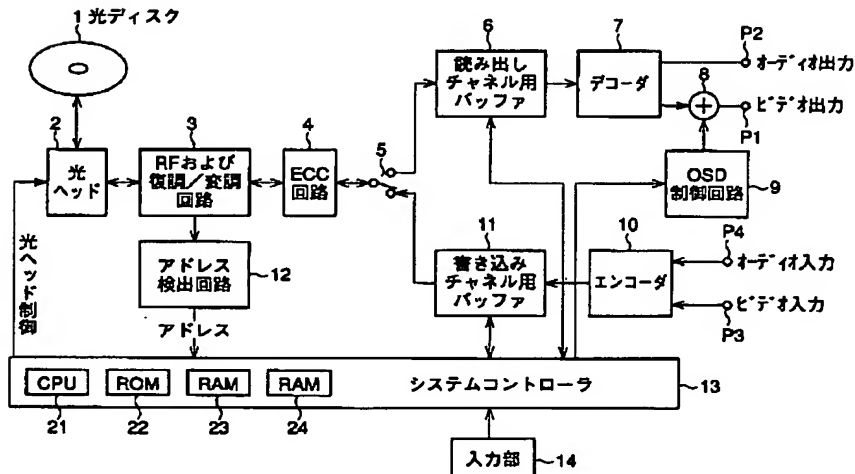 1 光ディスク
2
光
ヘッド
3
RFおよび
復調／変調
回路
4
ECC
回路
5
6
読み出し
チャネル用
バッファ
7
デコーダ
P2
オーディオ出力
8
ビデオ出力
P1
OSD
制御回路
9
11
書き込み
チャネル用
バッファ
10
エンコーダ
P4
オーディオ入力
ビデオ入力
P3
アドレス
検出回路
12
アドレス
光ヘッド制御
CPU
ROM
RAM
RAM
システムコントローラ
13
21
22
23
24
入力部
14